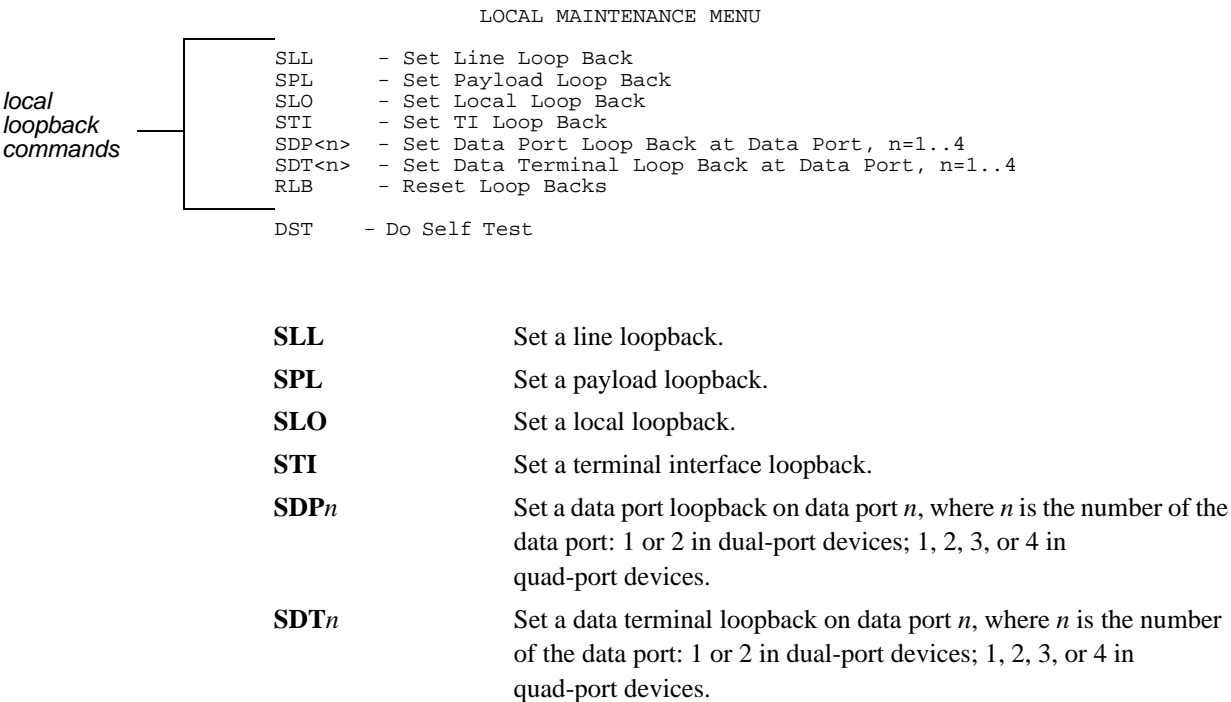 LOCAL MAINTENANCE MENU
local
loopback
commands
SLL - Set Line Loop Back
SPL - Set Payload Loop Back
SLO - Set Local Loop Back
STI - Set TI Loop Back
SDP<n> - Set Data Port Loop Back at Data Port, n=1..4
SDT<n> - Set Data Terminal Loop Back at Data Port, n=1..4
RLB - Reset Loop Backs
DST - Do Self Test
SLL Set a line loopback.
SPL Set a payload loopback.
SLO Set a local loopback.
STI Set a terminal interface loopback.
SDPn Set a data port loopback on data port n, where n is the number of the
data port: 1 or 2 in dual-port devices; 1, 2, 3, or 4 in
quad-port devices.
SDTn Set a data terminal loopback on data port n, where n is the number
of the data port: 1 or 2 in dual-port devices; 1, 2, 3, or 4 in
quad-port devices.